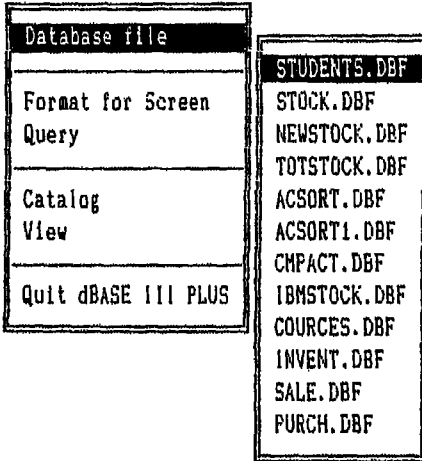 Database file
Format for Screen
Query
Catalog
View
Quit dBASE III PLUS
STUDENTS.DBF
STOCK.DBF
NEWSTOCK.DBF
TOTSTOCK.DBF
ACSORT.DBF
ACSORT1.DBF
CMPACT.DBF
IBMSTOCK.DBF
COURCES.DBF
INVENT.DBF
SALE.DBF
PURCH.DBF